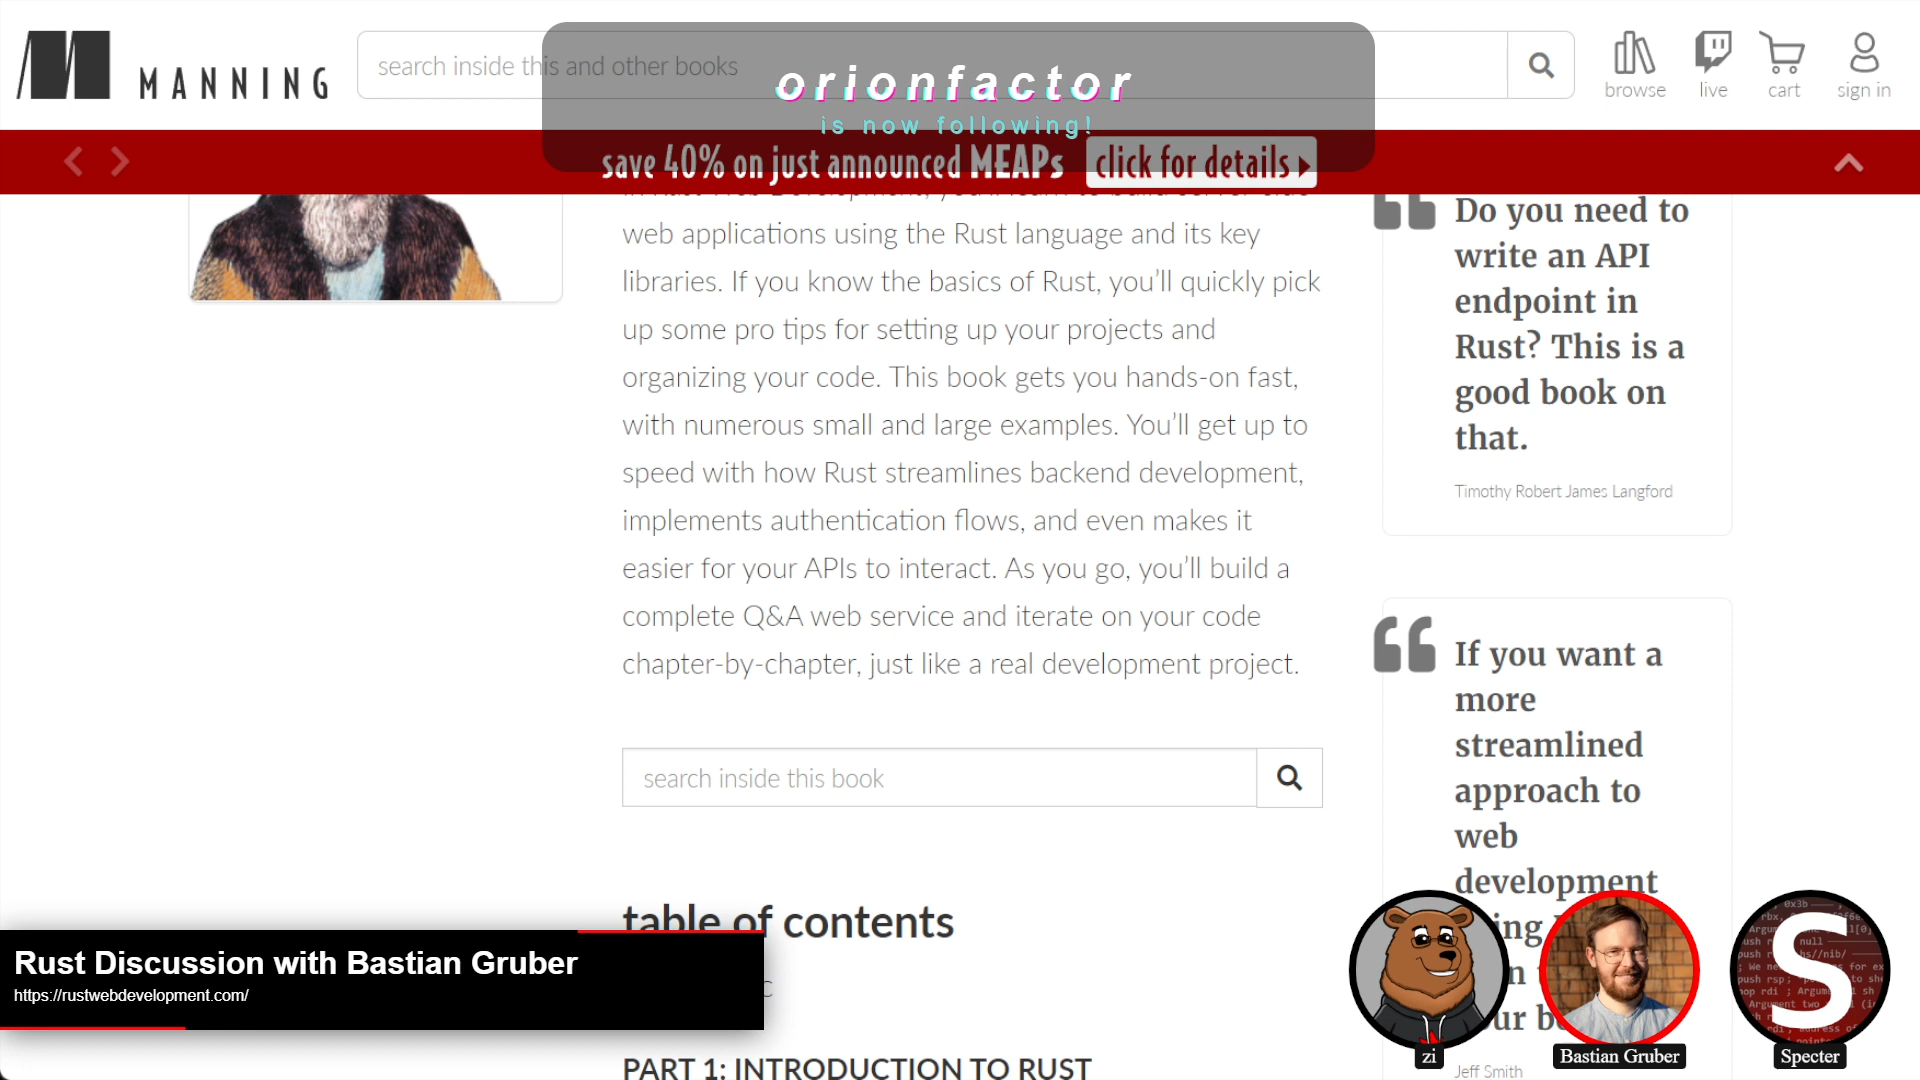 MANNING
search inside this and other books
browse
live
cart
sign in
orionfactor
is now following!
save 40% on just announced MEAPs
click for details
web applications using the Rust language and its key
libraries. If you know the basics of Rust, you'll quickly pick
up some pro tips for setting up your projects and
organizing your code. This book gets you hands-on fast,
with numerous small and large examples. You'll get up to
speed with how Rust streamlines backend development,
implements authentication flows, and even makes it
easier for your APIs to interact. As you go, you'll build a
complete Q&A web service and iterate on your code
chapter-by-chapter, just like a real development project.
search inside this book
table of contents
PART 1: INTRODUCTION TO RUST
Do you need to
write an API
endpoint in
Rust? This is a
good book on
that.
Timothy Robert James Langford
If you want a
more
streamlined
approach to
web
development
Jeff Smith
Rust Discussion with Bastian Gruber
https://rustwebdevelopment.com/
zi
Bastian Gruber
S
Specter